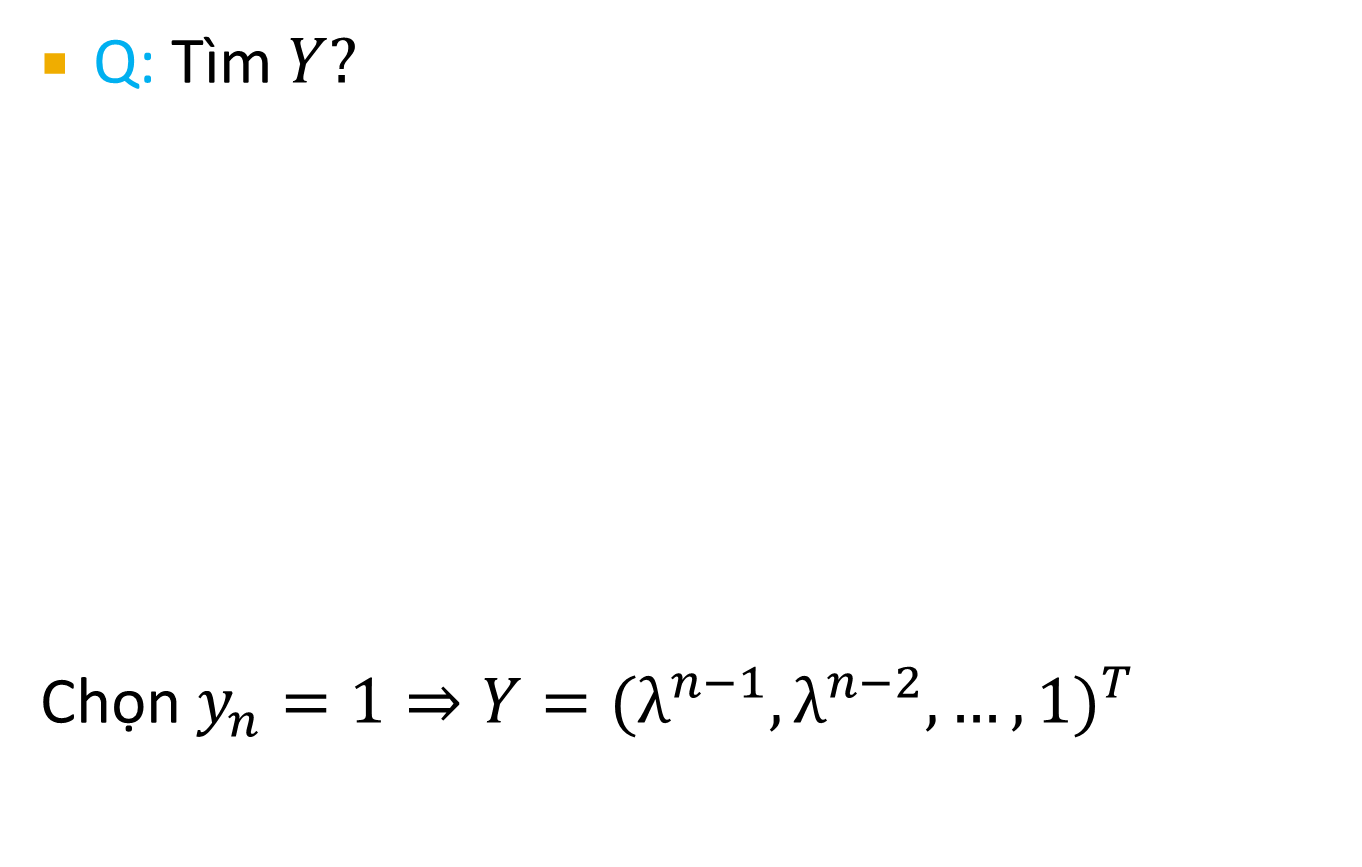 ▪ Q: Tìm 𝑌?
Chọn 𝑦ₙ = 1 ⇒ 𝑌 = (λⁿ⁻¹, λⁿ⁻², … , 1)ᵀ